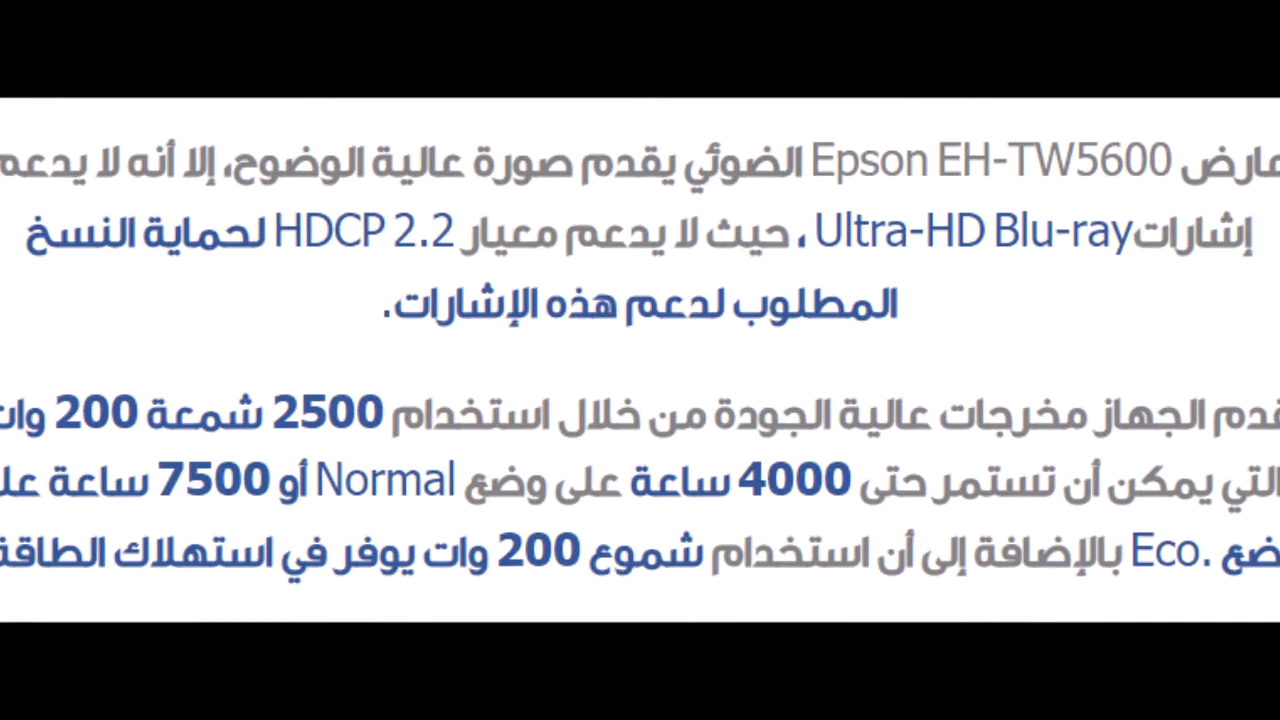 عارض Epson EH-TW5600 الضوئي يقدم صورة عالية الوضوح، إلا أنه لا يدعم
إشاراتUltra-HD Blu-ray ، حيث لا يدعم معيار HDCP 2.2 لحماية النسخ
المطلوب لدعم هذه الإشارات.
الجهاز مخرجات عالية الجودة من خلال استخدام 2500 شمعة 200 وات
التي يمكن أن تستمر حتى 4000 ساعة على وضع Normal أو 7500 ساعة
Eco. بالإضافة إلى أن استخدام شموع 200 وات يوفر في استهلاك الطاقة